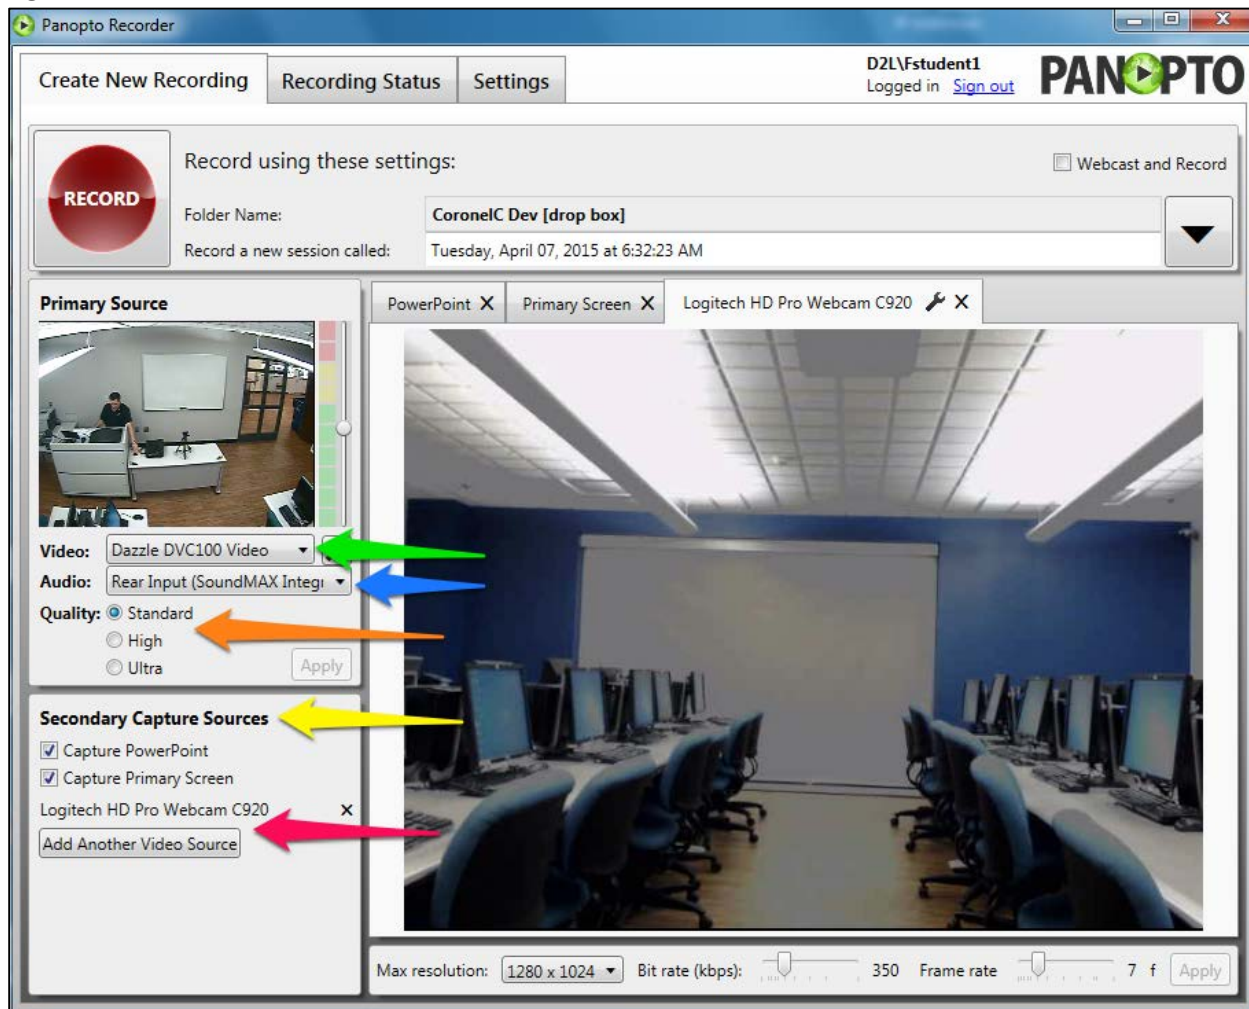 Panopto Recorder
Create New Recording
Recording Status
Settings
D2L\Fstudent1
Logged in Sign out
PANOPTO
RECORD
Record using these settings:
Webcast and Record
Folder Name:
CoronelC Dev [drop box]
Record a new session called:
Tuesday, April 07, 2015 at 6:32:23 AM
Primary Source
PowerPoint X
Primary Screen X
Logitech HD Pro Webcam C920 X
Video: Dazzle DVC100 Video
Audio: Rear Input (SoundMAX Integr
Quality: Standard
High
Ultra
Apply
Secondary Capture Sources
Capture PowerPoint
Capture Primary Screen
Logitech HD Pro Webcam C920 X
Add Another Video Source
Max resolution: 1280 x 1024 Bit rate (kbps): 350 Frame rate 7 f Apply